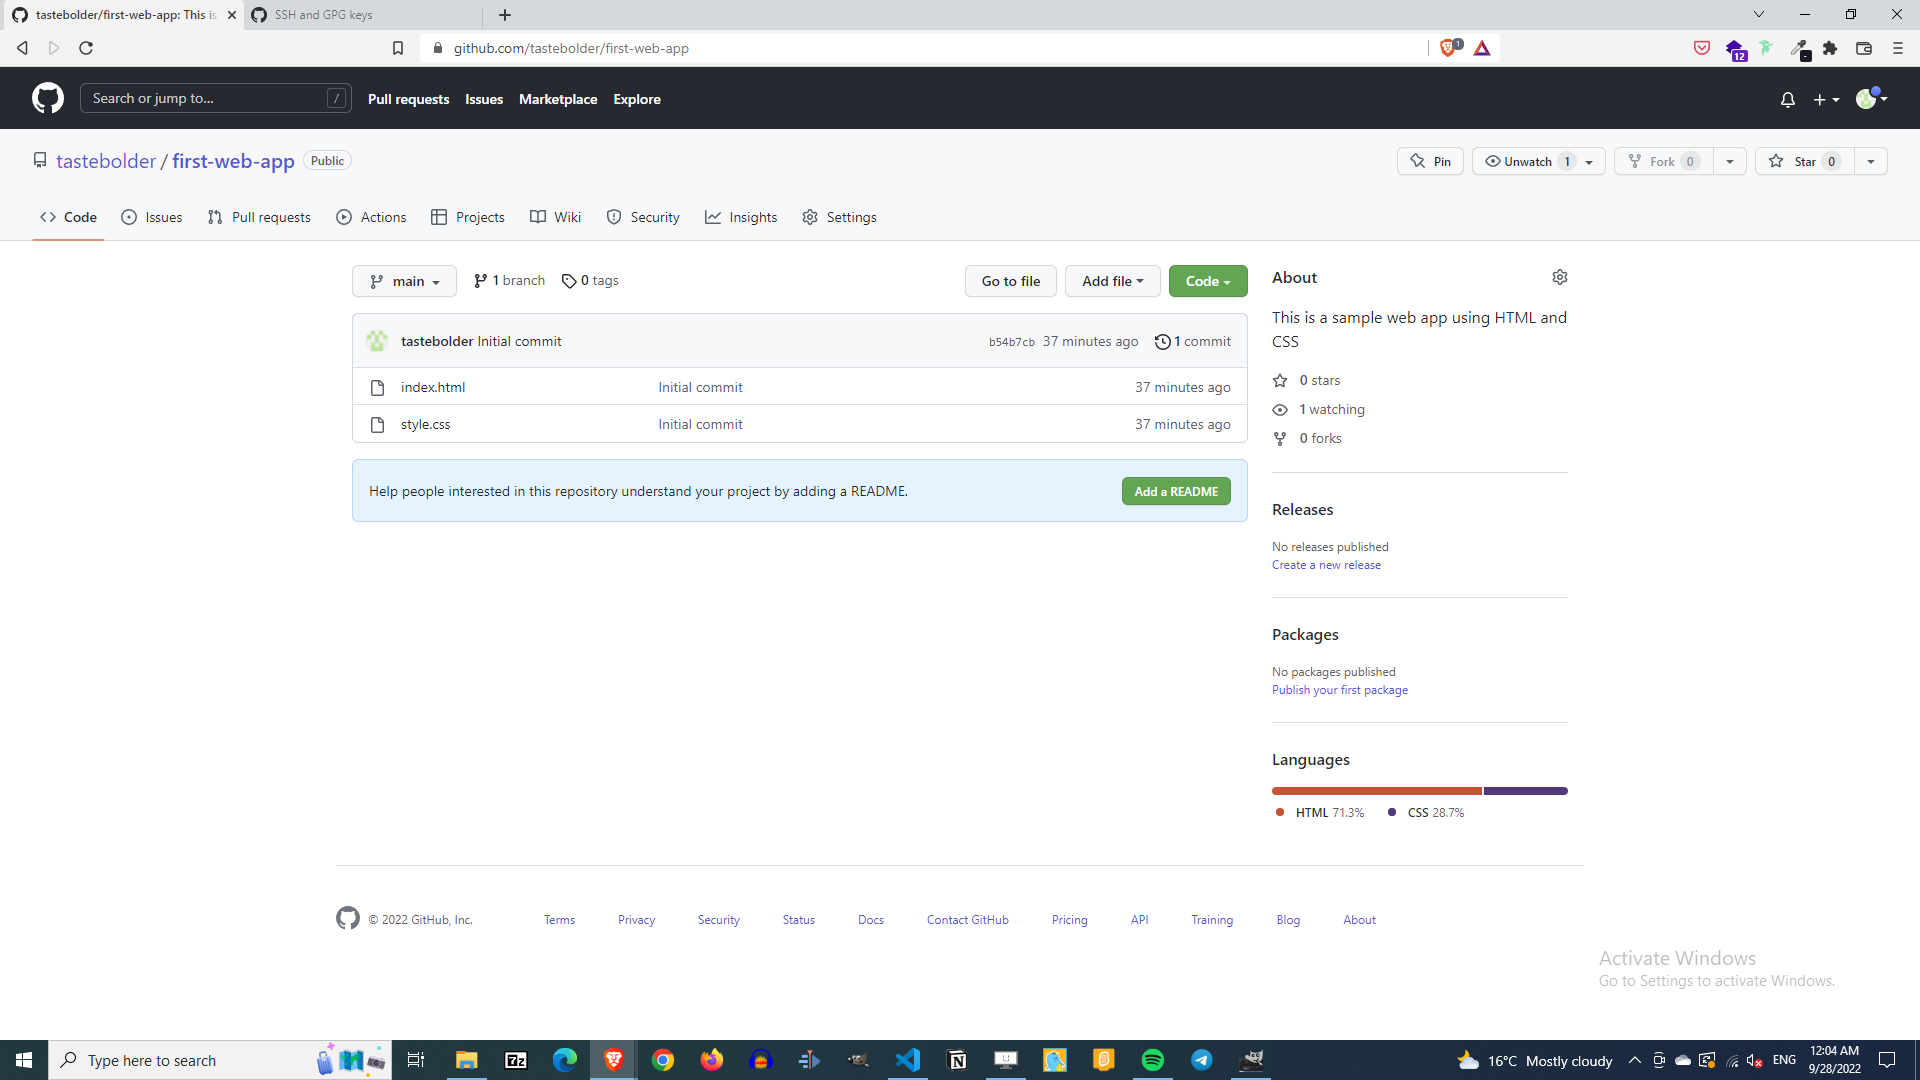 tastebolder/first-web-app: This is
SSH and GPG keys
github.com/tastebolder/first-web-app
1
12
Search or jump to...
/
Pull requests
Issues
Marketplace
Explore
tastebolder / first-web-app
Public
Pin
Unwatch 1
Fork 0
Star 0
Code
Issues
Pull requests
Actions
Projects
Wiki
Security
Insights
Settings
main
1 branch
0 tags
Go to file
Add file
Code
tastebolder Initial commit
b54b7cb 37 minutes ago
1 commit
index.html
Initial commit
37 minutes ago
style.css
Initial commit
37 minutes ago
Help people interested in this repository understand your project by adding a README.
Add a README
About
This is a sample web app using HTML and
CSS
0 stars
1 watching
0 forks
Releases
No releases published
Create a new release
Packages
No packages published
Publish your first package
Languages
HTML 71.3%
CSS 28.7%
© 2022 GitHub, Inc.
Terms
Privacy
Security
Status
Docs
Contact GitHub
Pricing
API
Training
Blog
About
Activate Windows
Go to Settings to activate Windows.
Type here to search
7z
16°C Mostly cloudy
ENG
12:04 AM
9/28/2022